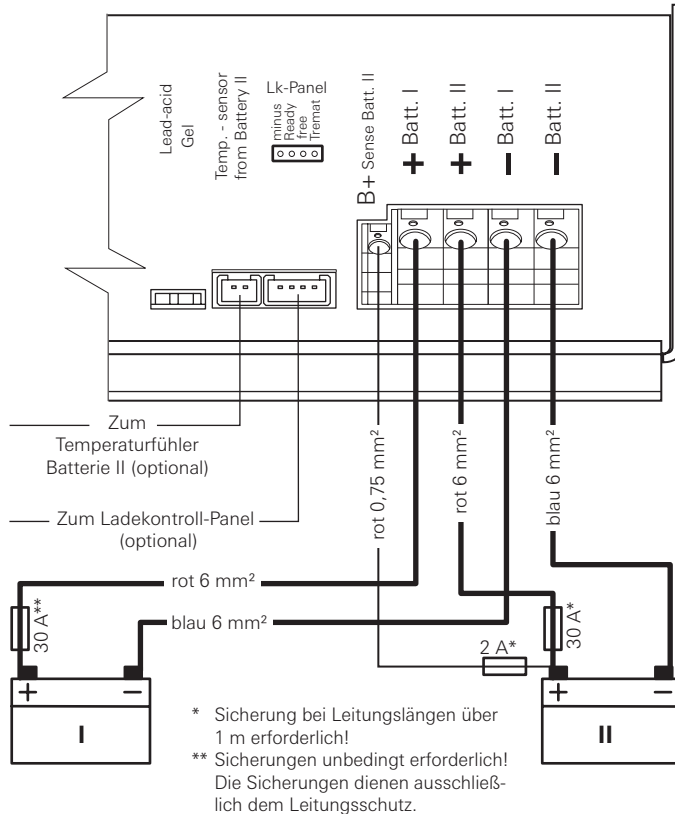 Lead-acid
Gel
Temp. - sensor
from Battery II
Lk-Panel
minus
Ready
free
Tremat
B+ Sense Batt. II
+ Batt. I
+ Batt. II
− Batt. I
− Batt. II
Zum
Temperaturfühler
Batterie II (optional)
Zum Ladekontroll-Panel
(optional)
rot 0,75 mm²
rot 6 mm²
blau 6 mm²
rot 6 mm²
blau 6 mm²
30 A**
2 A*
30 A*
+ −
I
+ −
II
* Sicherung bei Leitungslängen über
1 m erforderlich!
** Sicherungen unbedingt erforderlich!
Die Sicherungen dienen ausschließ-
lich dem Leitungsschutz.